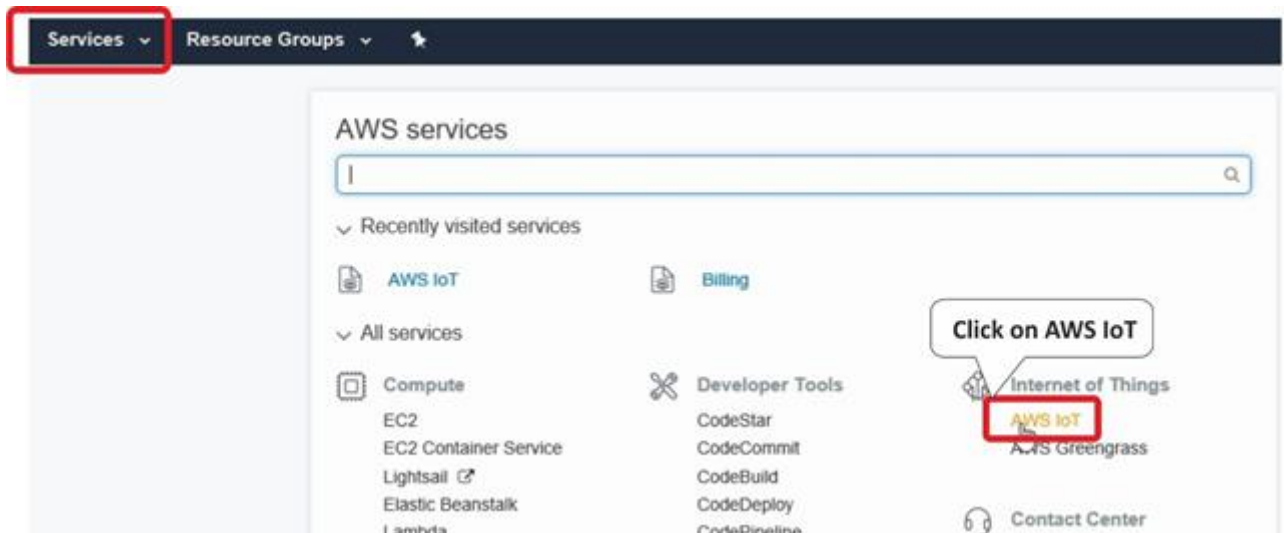 Services
Resource Groups
AWS services
Recently visited services
AWS IoT
Billing
All services
Click on AWS IoT
Compute
EC2
EC2 Container Service
Lightsail
Elastic Beanstalk
Lambda
Developer Tools
CodeStar
CodeCommit
CodeBuild
CodeDeploy
CodePipeline
Internet of Things
AWS IoT
AWS Greengrass
Contact Center